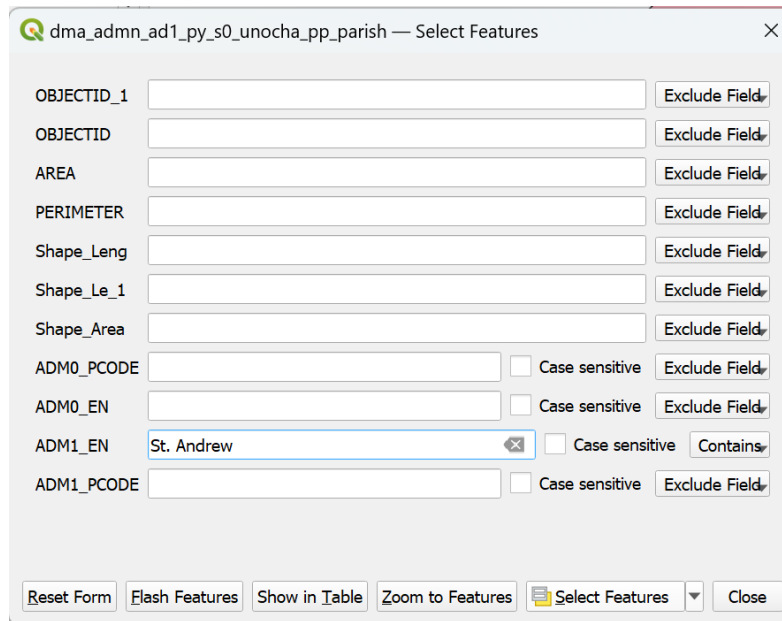 dma_admn_ad1_py_s0_unocha_pp_parish — Select Features
OBJECTID_1 Exclude Field
OBJECTID Exclude Field
AREA Exclude Field
PERIMETER Exclude Field
Shape_Leng Exclude Field
Shape_Le_1 Exclude Field
Shape_Area Exclude Field
ADM0_PCODE Case sensitive Exclude Field
ADM0_EN Case sensitive Exclude Field
ADM1_EN St. Andrew Case sensitive Contains
ADM1_PCODE Case sensitive Exclude Field
Reset Form Flash Features Show in Table Zoom to Features Select Features Close